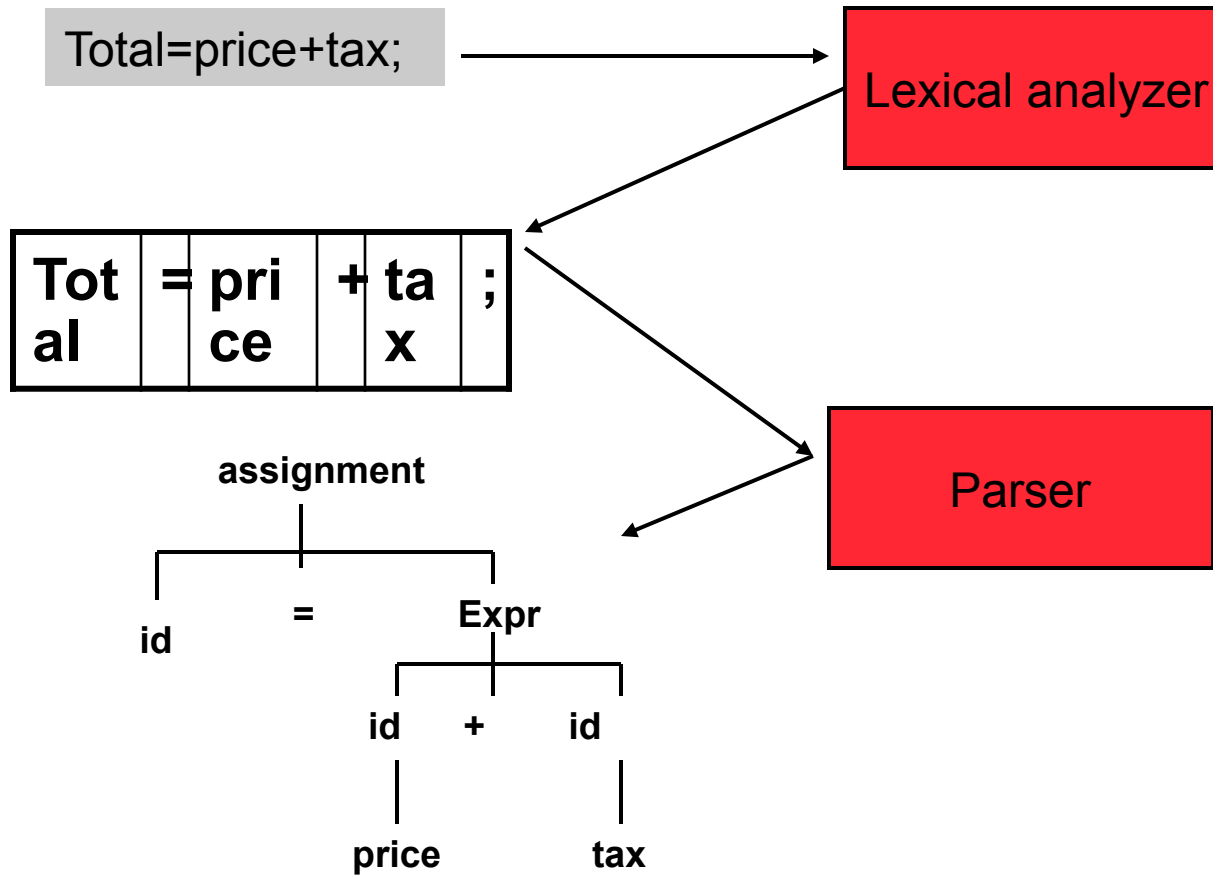 Total=price+tax;
Lexical analyzer
Tot = pri + ta ;
al ce x
assignment
Parser
id = Expr
id + id
price tax